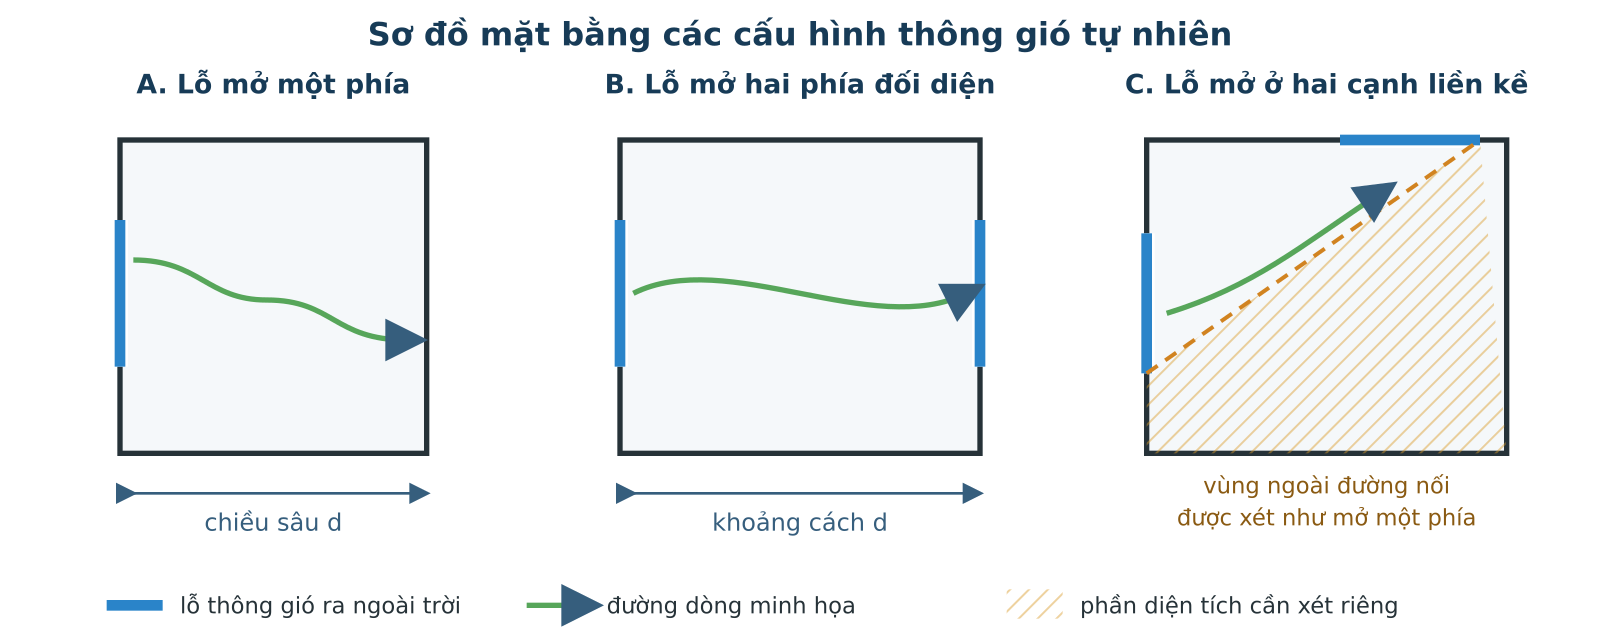 Sơ đồ mặt bằng các cấu hình thông gió tự nhiên
A. Lỗ mở một phía
B. Lỗ mở hai phía đối diện
C. Lỗ mở ở hai cạnh liền kề
chiều sâu d
khoảng cách d
vùng ngoài đường nối
được xét như mở một phía
lỗ thông gió ra ngoài trời
đường dòng minh họa
phần diện tích cần xét riêng